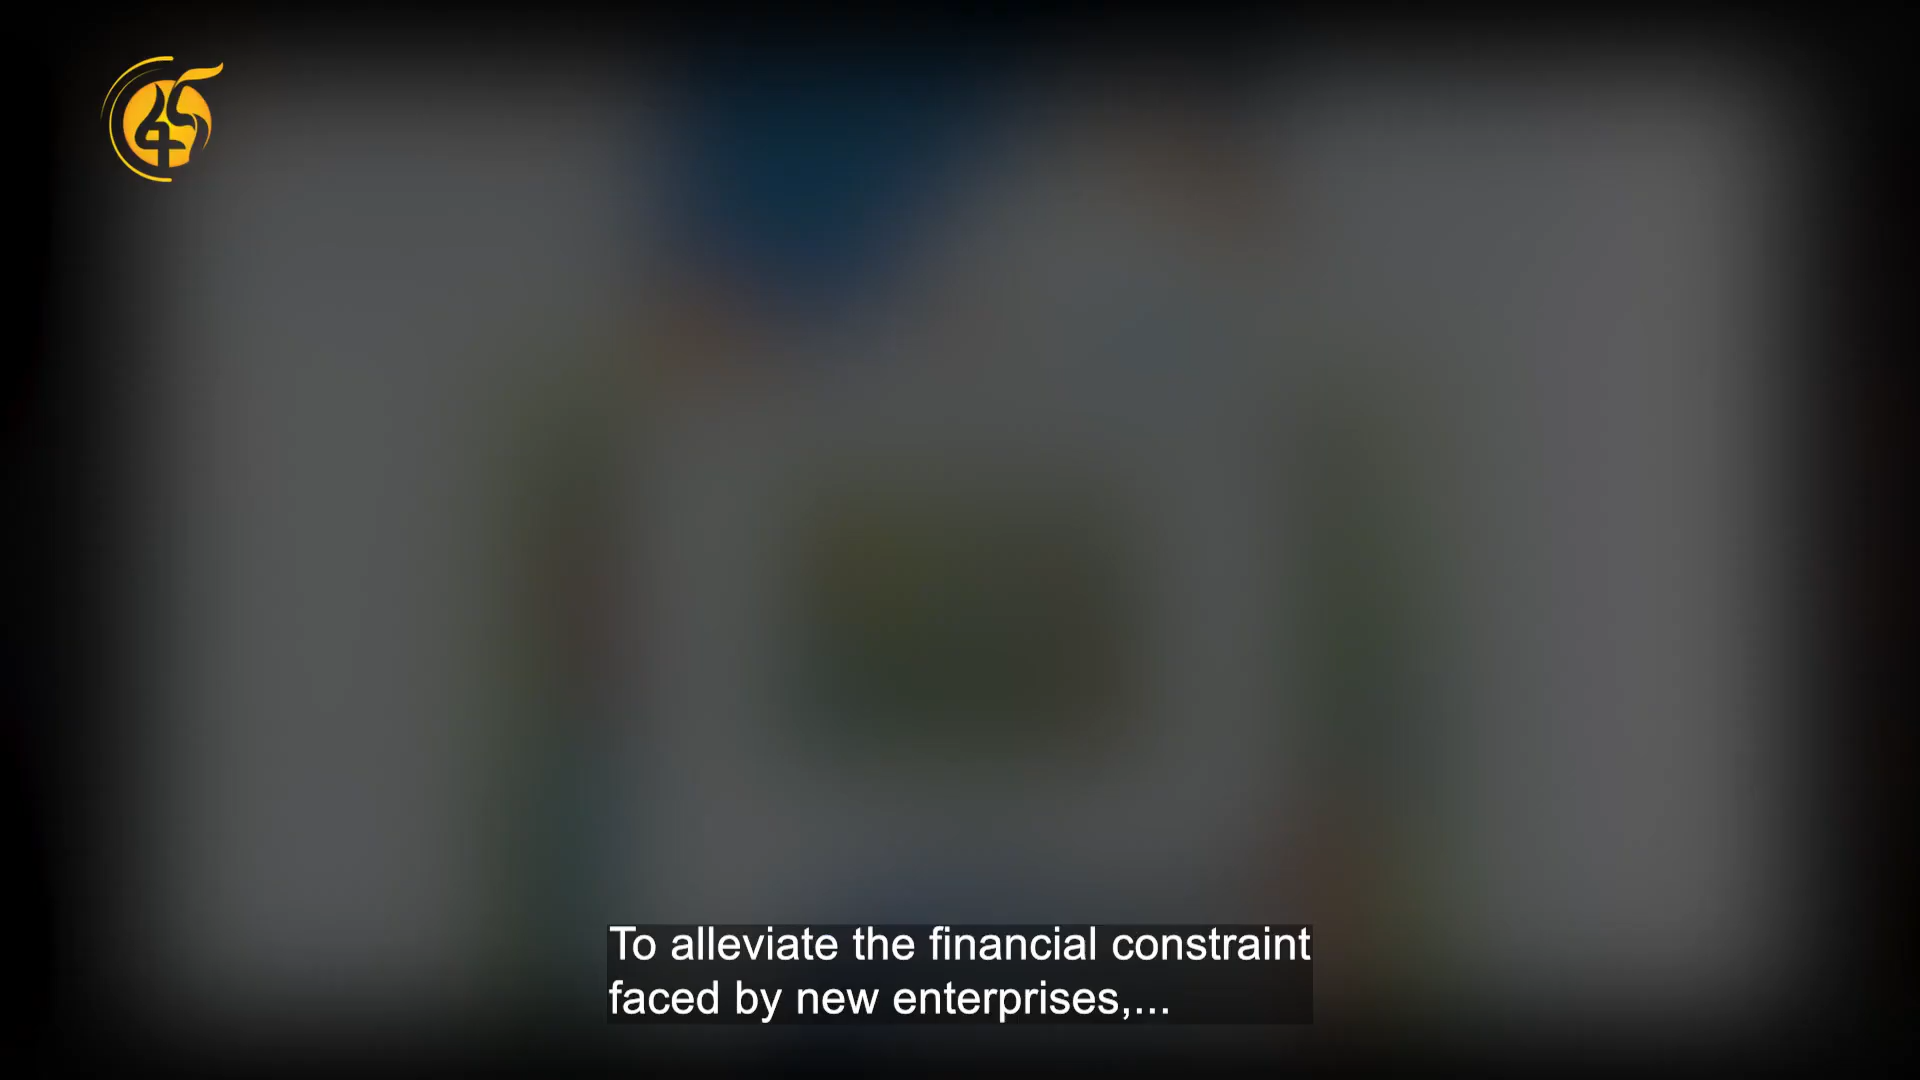 To alleviate the financial constraint
faced by new enterprises,...